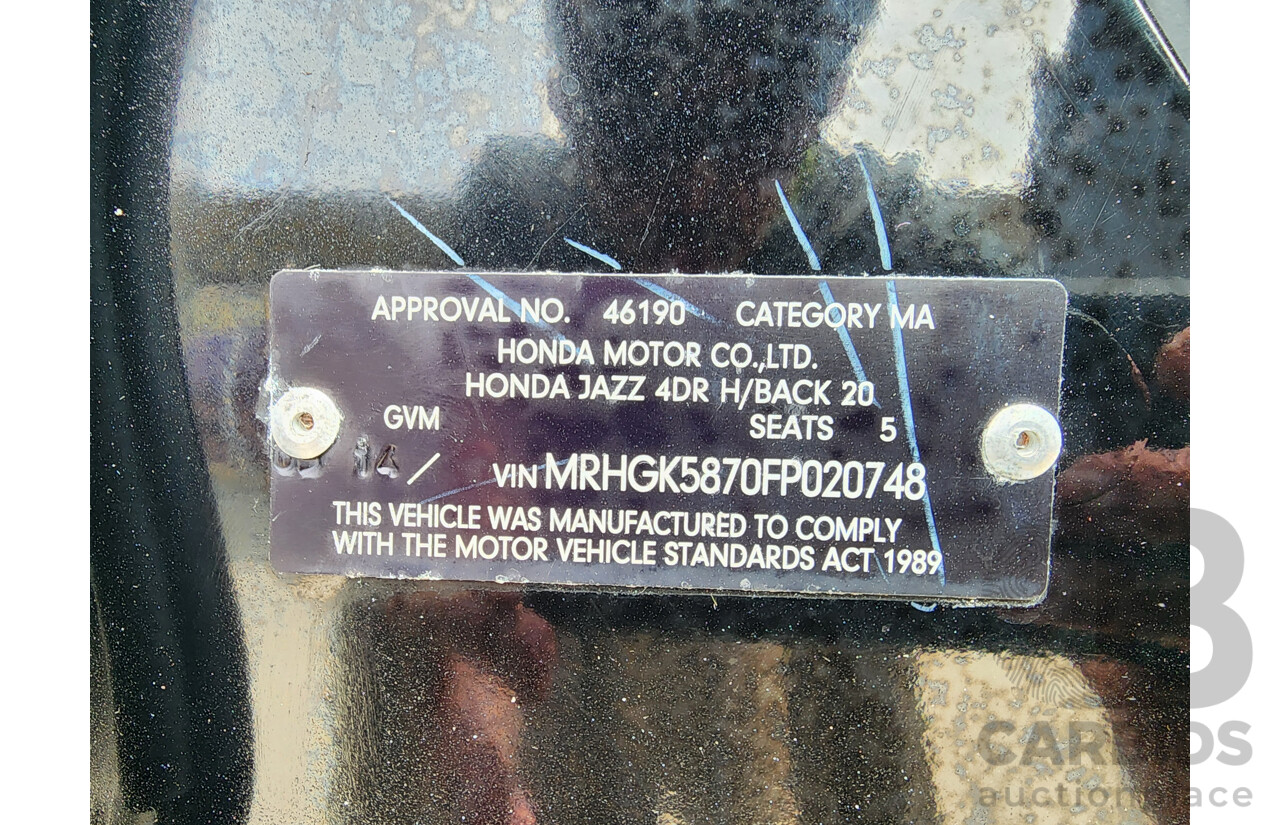 APPROVAL NO. 46190 CATEGORY MA
HONDA MOTOR CO.,LTD.
HONDA JAZZ 4DR H/BACK 20
GVM SEATS 5
14 / VIN MRHGK5870FP020748
THIS VEHICLE WAS MANUFACTURED TO COMPLY
WITH THE MOTOR VEHICLE STANDARDS ACT 1989